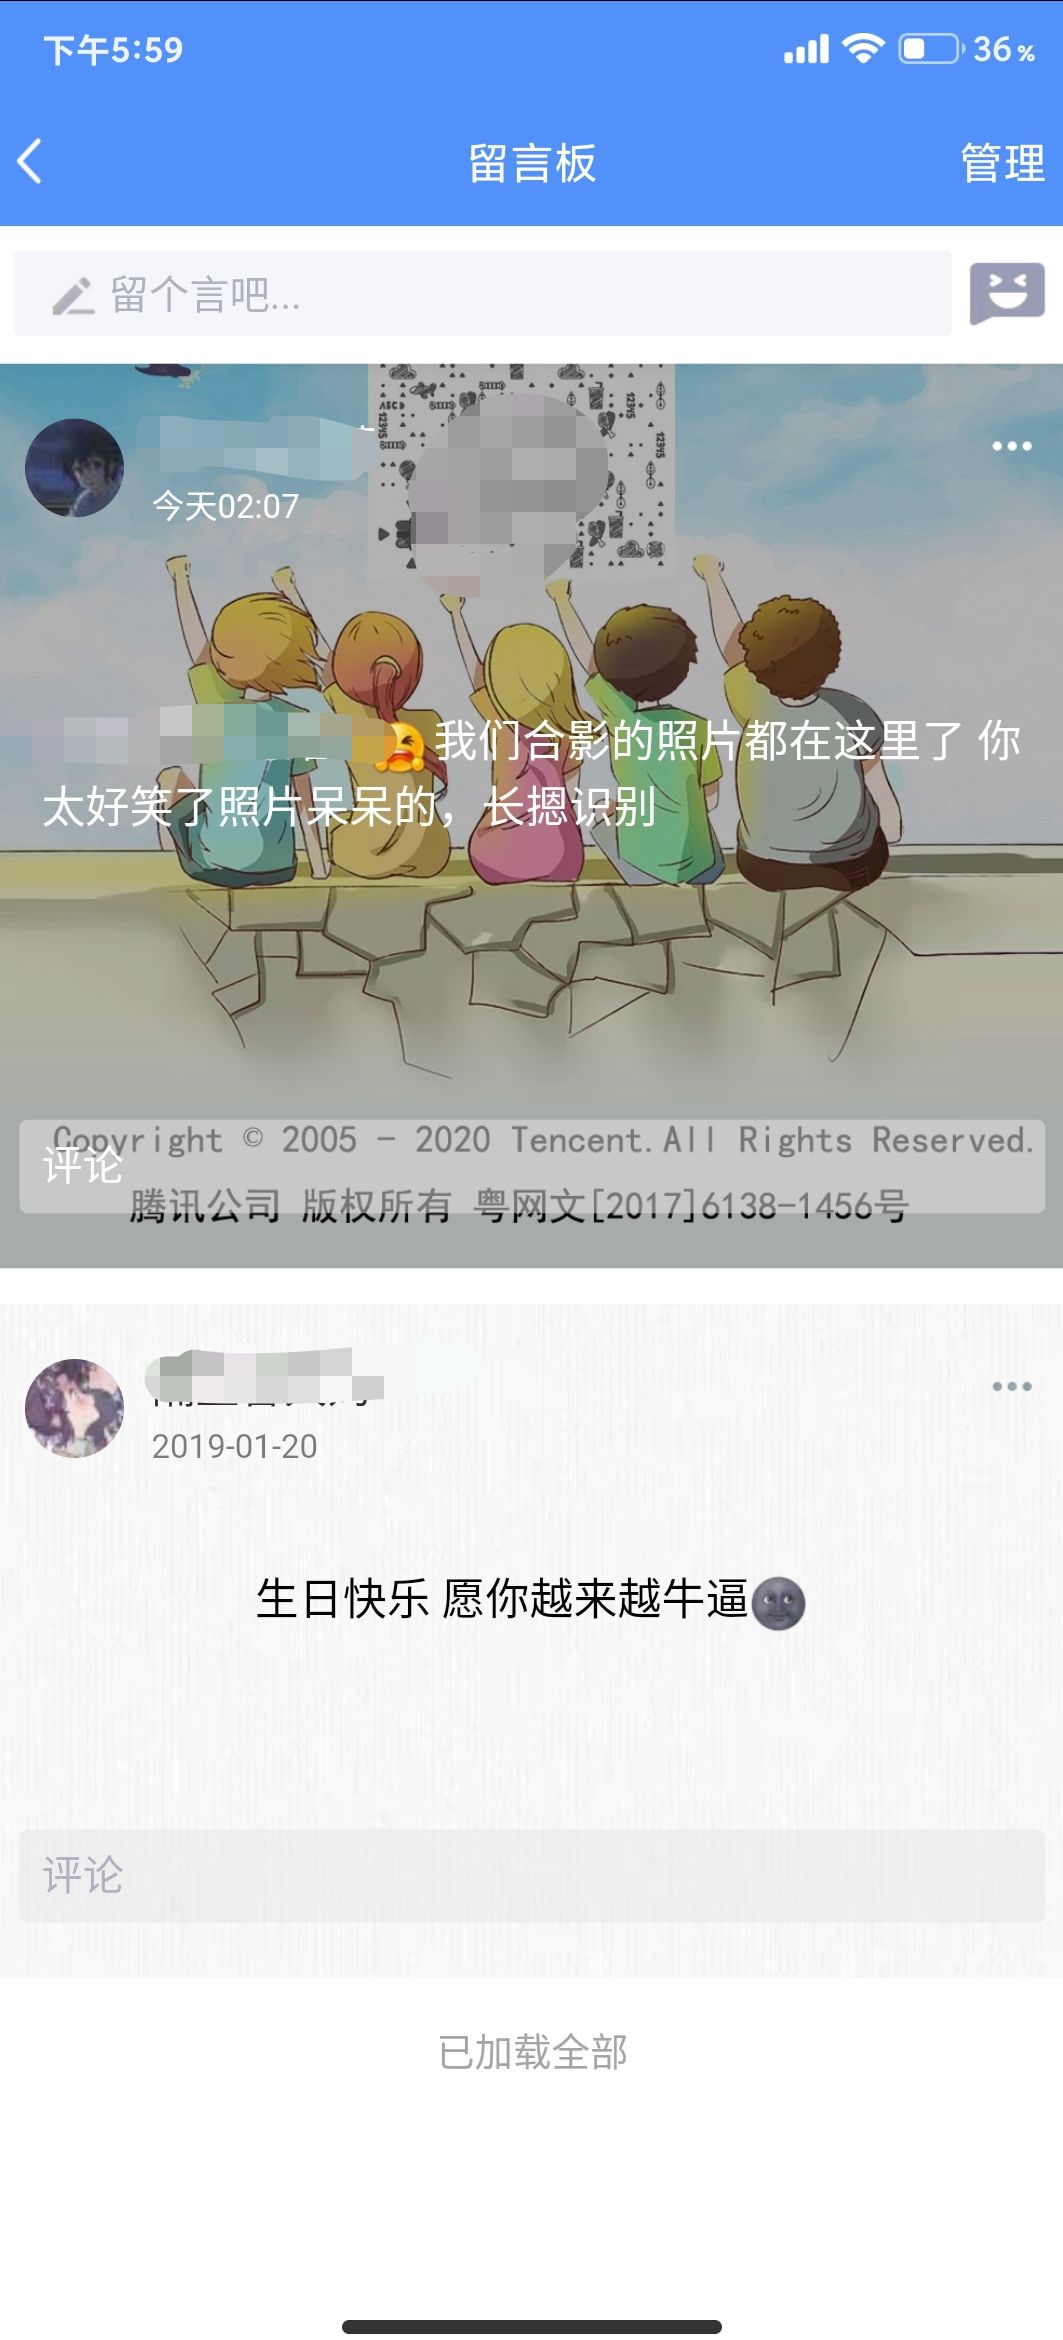 下午5:59
36%
留言板
管理
留个言吧...
ABCD
12345
12345
12345
今天02:07
我们合影的照片都在这里了 你
太好笑了照片呆呆的，长摁识别
Copyright © 2005 - 2020 Tencent.All Rights Reserved.
评论
腾讯公司 版权所有 粤网文[2017]6138-1456号
2019-01-20
生日快乐 愿你越来越牛逼
评论
已加载全部